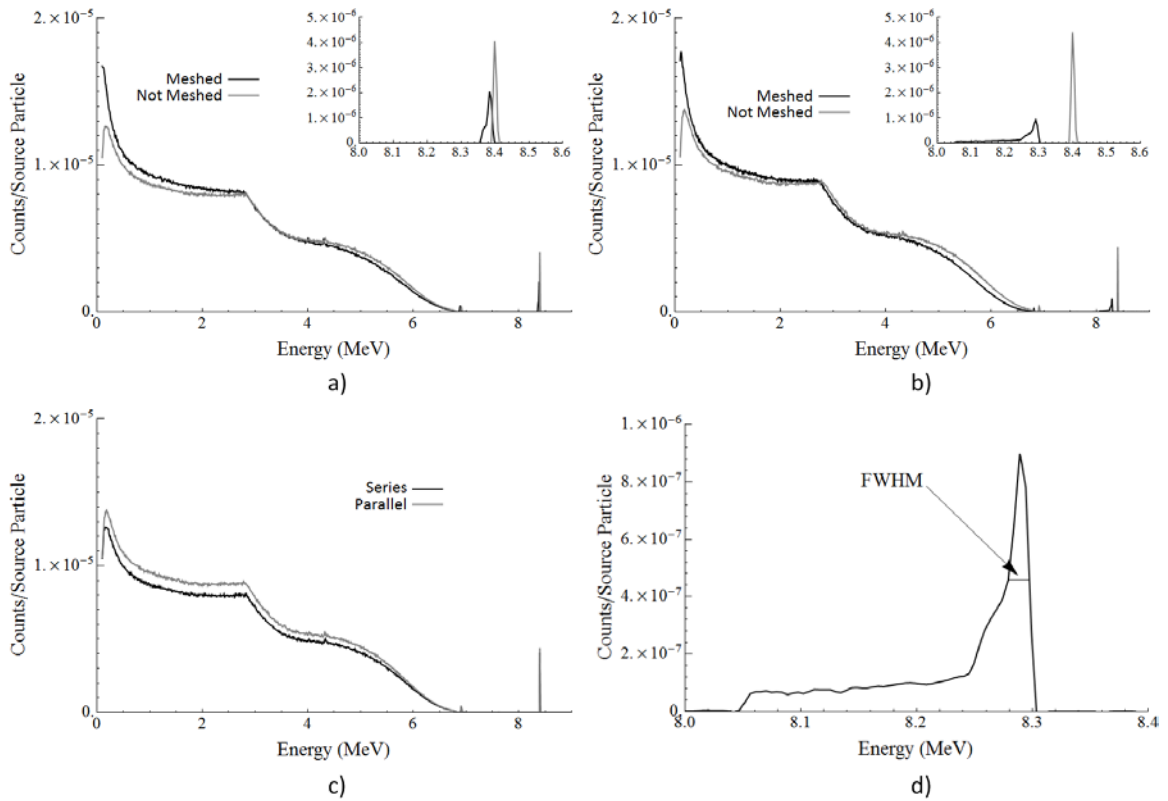 2.×10⁻⁵
1.×10⁻⁵
0.
Counts/Source Particle
Meshed
Not Meshed
5.×10⁻⁶
4.×10⁻⁶
3.×10⁻⁶
2.×10⁻⁶
1.×10⁻⁶
0
8.0 8.1 8.2 8.3 8.4 8.5 8.6
0 2 4 6 8
Energy (MeV)
a)
2.×10⁻⁵
1.×10⁻⁵
0.
Counts/Source Particle
Meshed
Not Meshed
5.×10⁻⁶
4.×10⁻⁶
3.×10⁻⁶
2.×10⁻⁶
1.×10⁻⁶
0
8.0 8.1 8.2 8.3 8.4 8.5 8.6
0 2 4 6 8
Energy (MeV)
b)
2.×10⁻⁵
1.×10⁻⁵
0.
Counts/Source Particle
Series
Parallel
0 2 4 6 8
Energy (MeV)
c)
1.×10⁻⁶
8.×10⁻⁷
6.×10⁻⁷
4.×10⁻⁷
2.×10⁻⁷
0.
Counts/Source Particle
FWHM
8.0 8.1 8.2 8.3 8.4
Energy (MeV)
d)